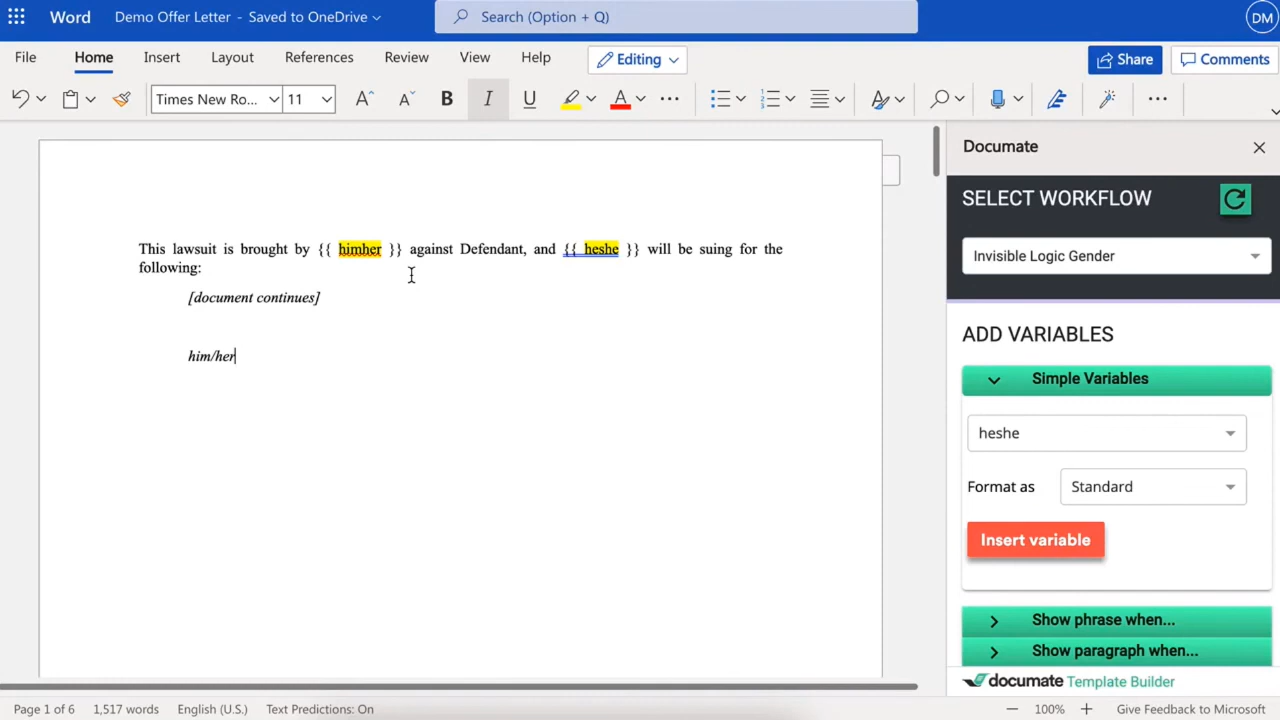 Word Demo Offer Letter - Saved to OneDrive Search (Option + Q) DM
File Home Insert Layout References Review View Help Editing Share Comments
Times New Ro... 11 A A B I U A
Documate
SELECT WORKFLOW
Invisible Logic Gender
This lawsuit is brought by {{ himher }} against Defendant, and {{ heshe }} will be suing for the
following:
[document continues]
him/her
ADD VARIABLES
Simple Variables
heshe
Format as Standard
Insert variable
Show phrase when...
Show paragraph when...
documate Template Builder
Page 1 of 6 1,517 words English (U.S.) Text Predictions: On 100% Give Feedback to Microsoft